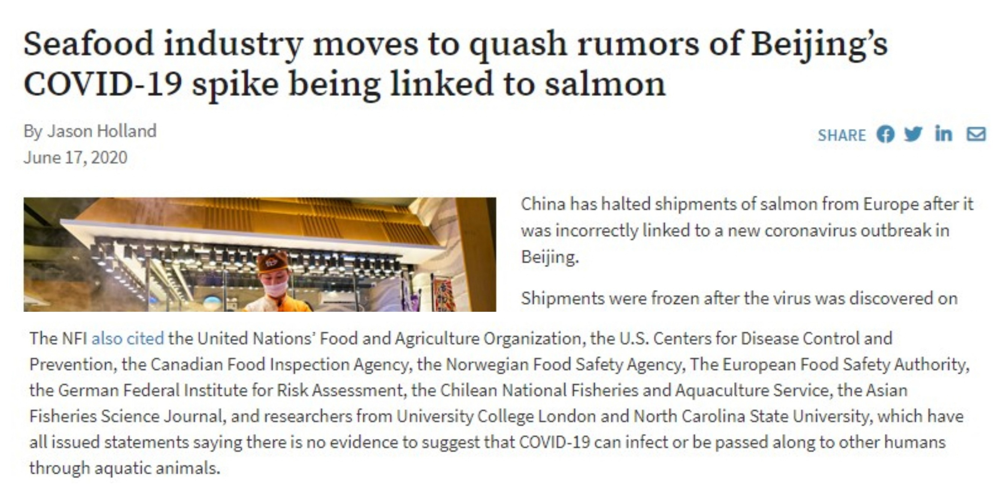 Seafood industry moves to quash rumors of Beijing’s
COVID-19 spike being linked to salmon
By Jason Holland
June 17, 2020
SHARE
China has halted shipments of salmon from Europe after it
was incorrectly linked to a new coronavirus outbreak in
Beijing.
Shipments were frozen after the virus was discovered on
The NFI also cited the United Nations’ Food and Agriculture Organization, the U.S. Centers for Disease Control and
Prevention, the Canadian Food Inspection Agency, the Norwegian Food Safety Agency, The European Food Safety Authority,
the German Federal Institute for Risk Assessment, the Chilean National Fisheries and Aquaculture Service, the Asian
Fisheries Science Journal, and researchers from University College London and North Carolina State University, which have
all issued statements saying there is no evidence to suggest that COVID-19 can infect or be passed along to other humans
through aquatic animals.